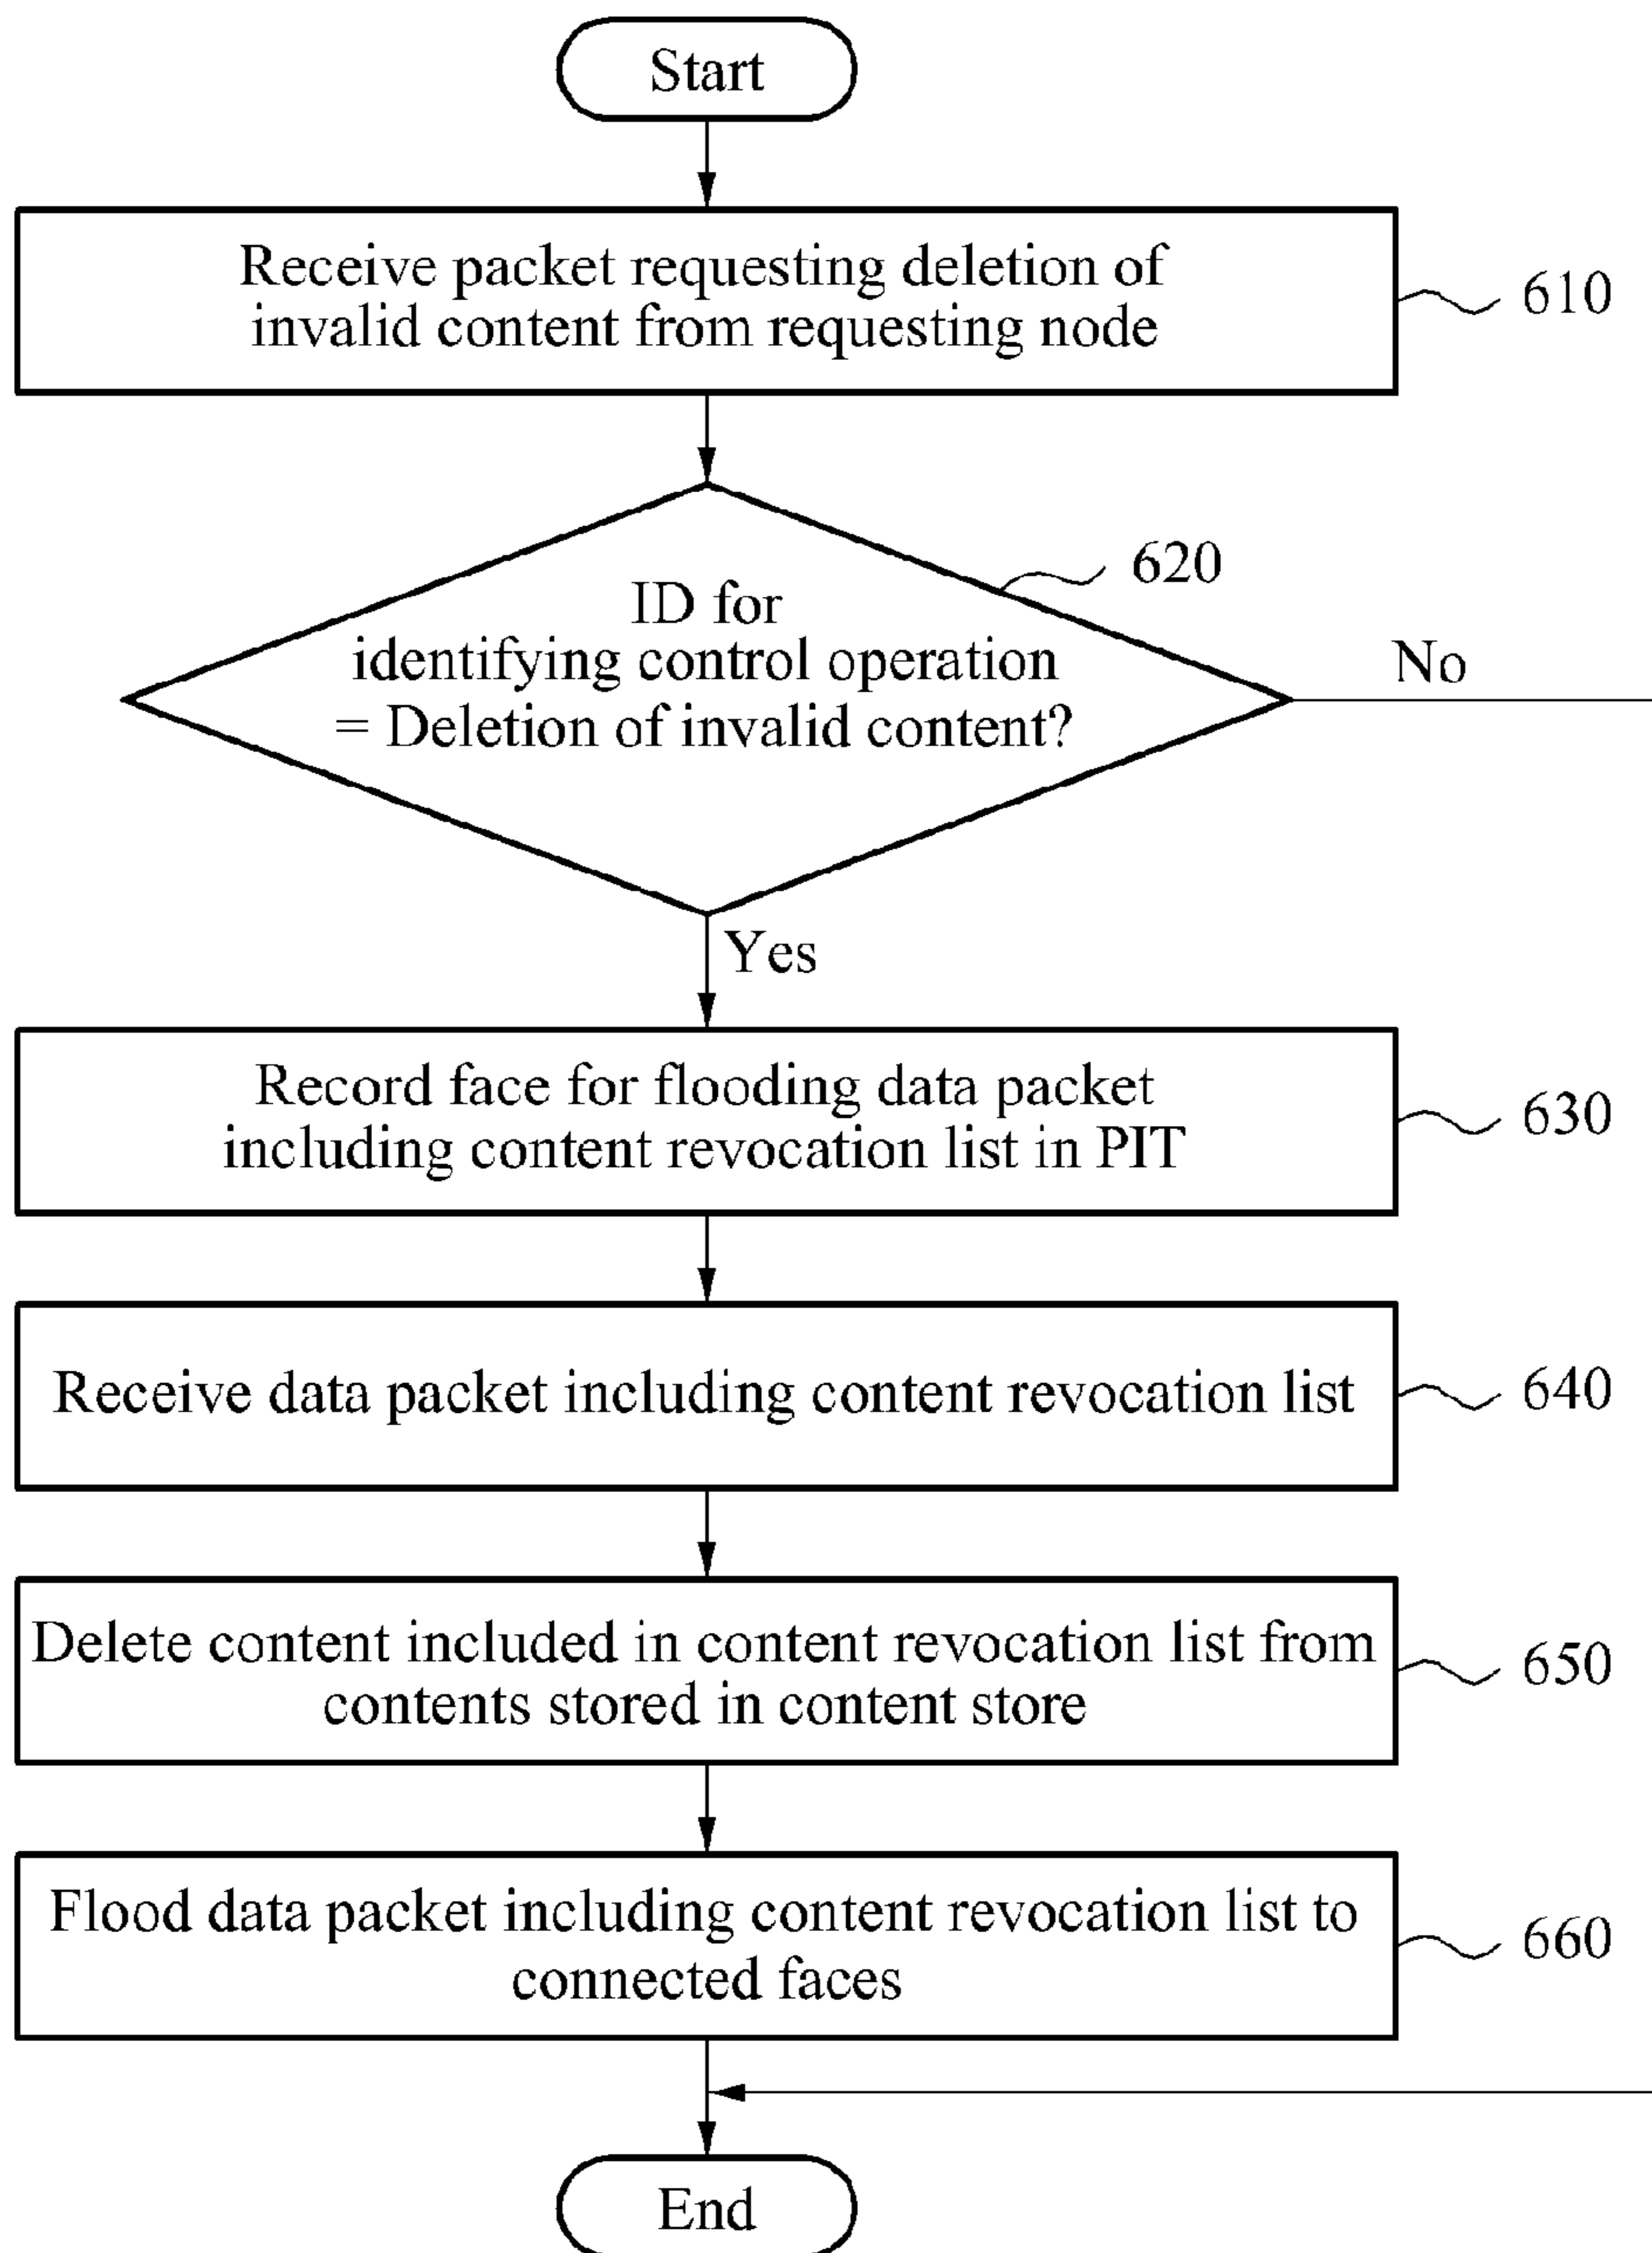 Start
Receive packet requesting deletion of
invalid content from requesting node
610
620
ID for
identifying control operation
= Deletion of invalid content?
No
Yes
Record face for flooding data packet
including content revocation list in PIT
630
Receive data packet including content revocation list
640
Delete content included in content revocation list from
contents stored in content store
650
Flood data packet including content revocation list to
connected faces
660
End